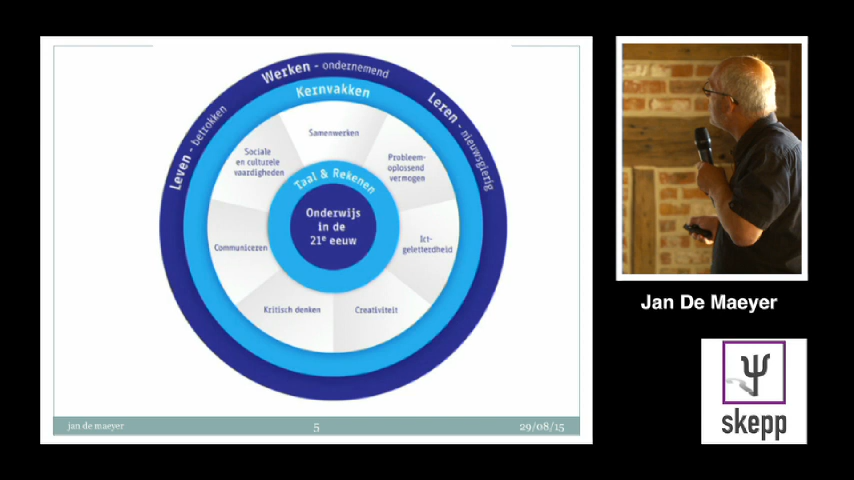 Werken - ondernemend
Kernvakken
Leren - nieuwsgierig
Leven - betrokken
Samenwerken
Sociale
en culturele
vaardigheden
Probleem-
oplossend
vermogen
Taal & Rekenen
Onderwijs
in de
21e eeuw
Communiceren
Ict-
geletterdheid
Kritisch denken
Creativiteit
jan de maeyer
5
29/08/15
Jan De Maeyer
skepp